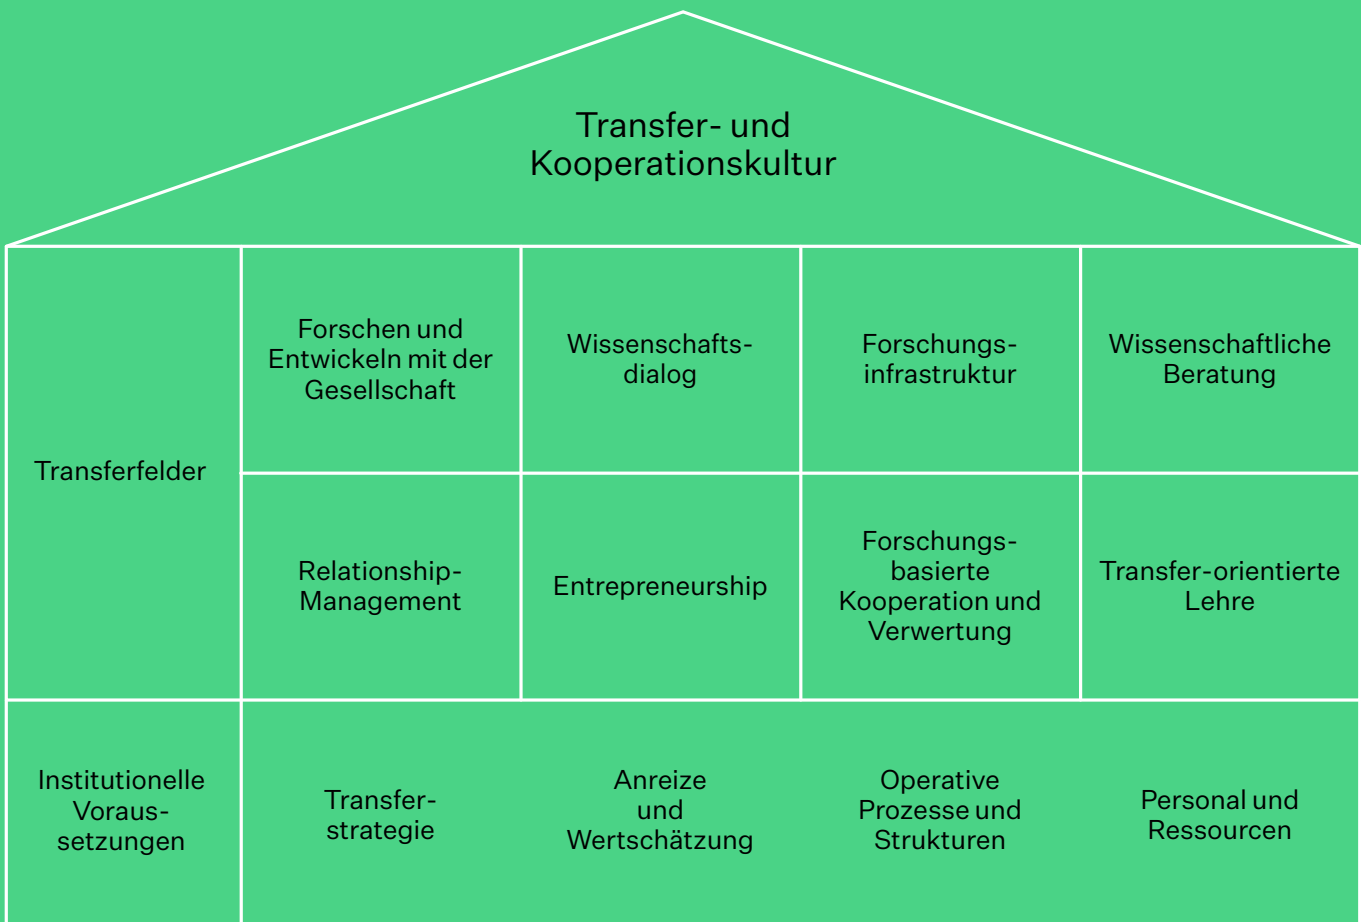 Transfer- und
Kooperationskultur
Transferfelder
Forschen und
Entwickeln mit der
Gesellschaft
Wissenschafts-
dialog
Forschungs-
infrastruktur
Wissenschaftliche
Beratung
Relationship-
Management
Entrepreneurship
Forschungs-
basierte
Kooperation und
Verwertung
Transfer-orientierte
Lehre
Institutionelle
Voraus-
setzungen
Transfer-
strategie
Anreize
und
Wertschätzung
Operative
Prozesse und
Strukturen
Personal und
Ressourcen